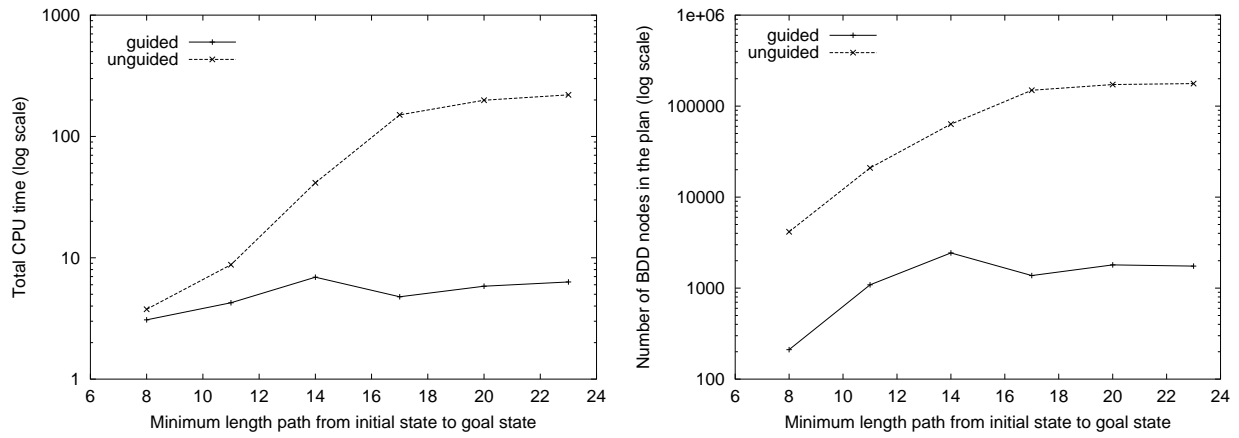 1000
guided
unguided
100
10
1
6 8 10 12 14 16 18 20 22 24
Total CPU time (log scale)
Minimum length path from initial state to goal state
1e+06
guided
unguided
100000
10000
1000
100
6 8 10 12 14 16 18 20 22 24
Number of BDD nodes in the plan (log scale)
Minimum length path from initial state to goal state